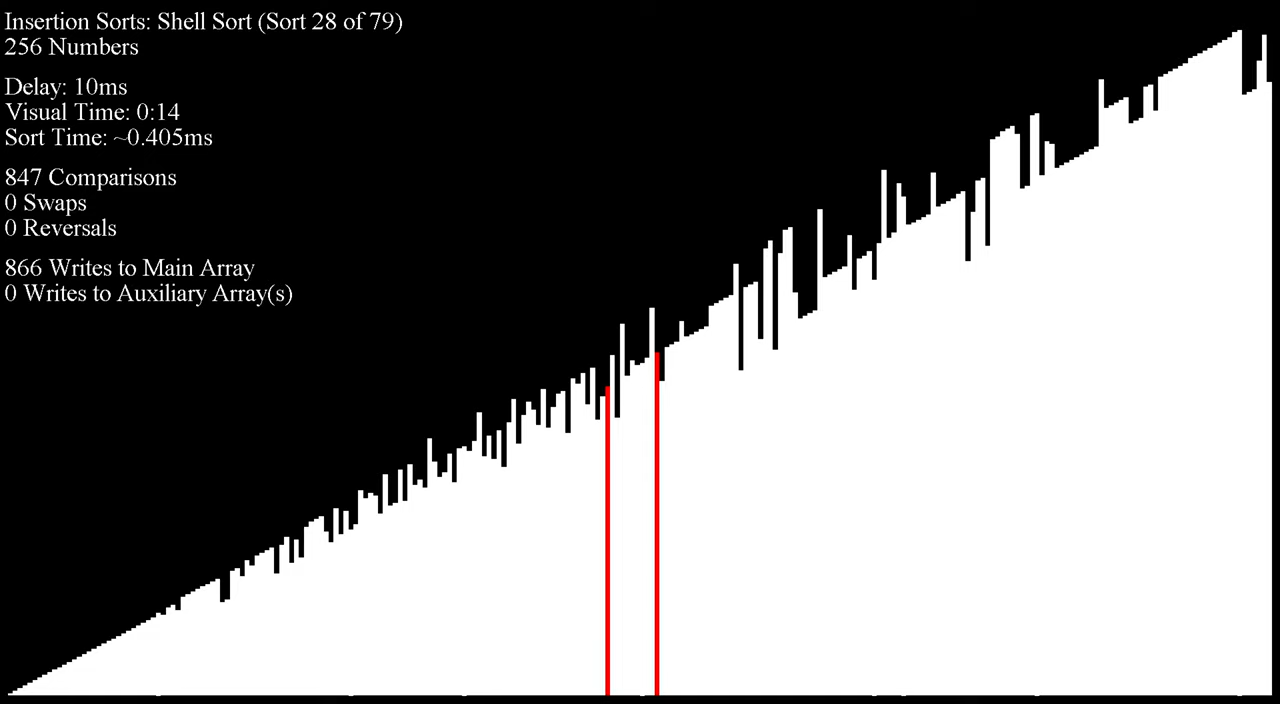 Insertion Sorts: Shell Sort (Sort 28 of 79)
256 Numbers
Delay: 10ms
Visual Time: 0:14
Sort Time: ~0.405ms
847 Comparisons
0 Swaps
0 Reversals
866 Writes to Main Array
0 Writes to Auxiliary Array(s)